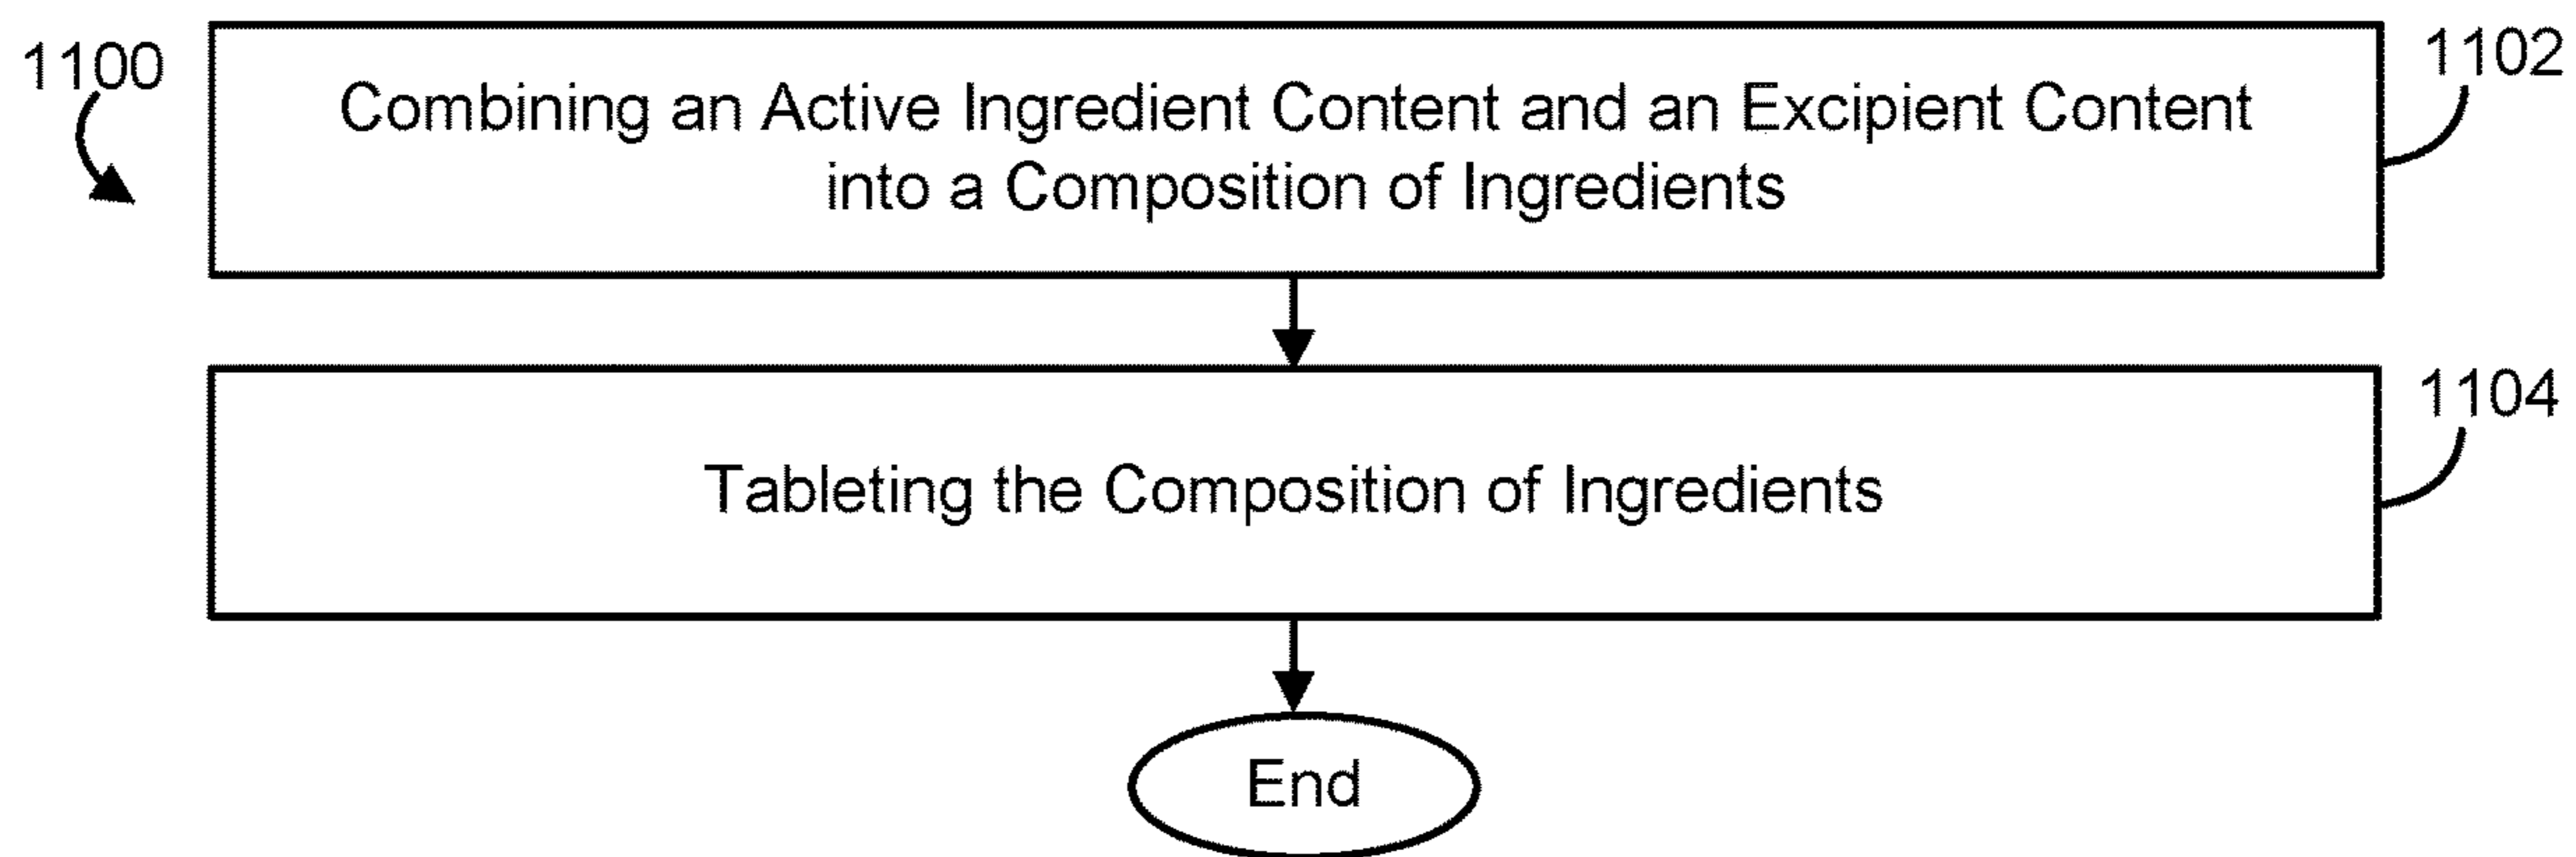 1100
1102
Combining an Active Ingredient Content and an Excipient Content
into a Composition of Ingredients
1104
Tableting the Composition of Ingredients
End